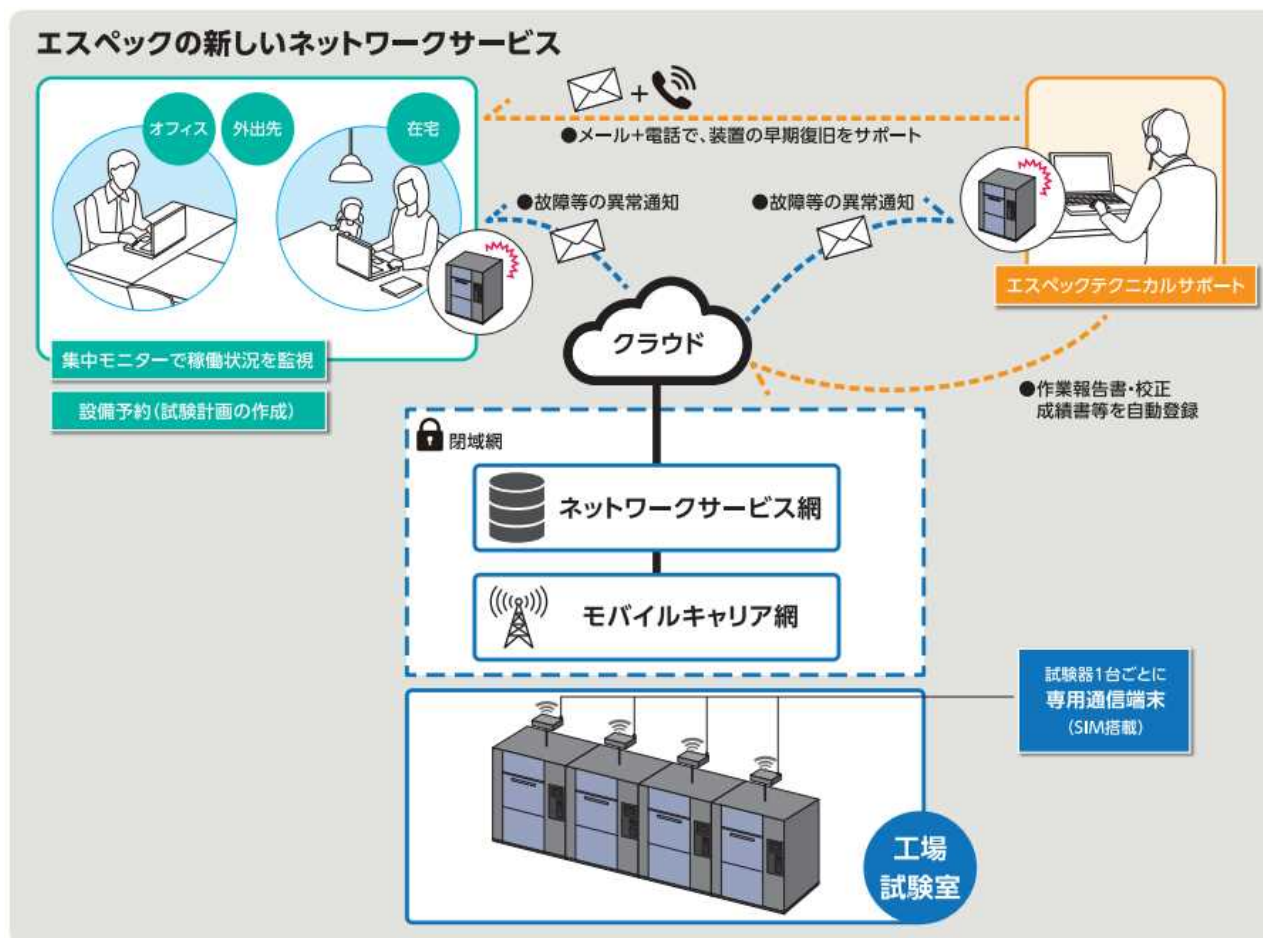 エスペックの新しいネットワークサービス
オフィス
外出先
在宅
+
●メール+電話で、装置の早期復旧をサポート
●故障等の異常通知
●故障等の異常通知
エスペックテクニカルサポート
集中モニターで稼働状況を監視
設備予約(試験計画の作成)
クラウド
●作業報告書・校正
成績書等を自動登録
閉域網
ネットワークサービス網
モバイルキャリア網
試験器1台ごとに
専用通信端末
(SIM搭載)
工場
試験室